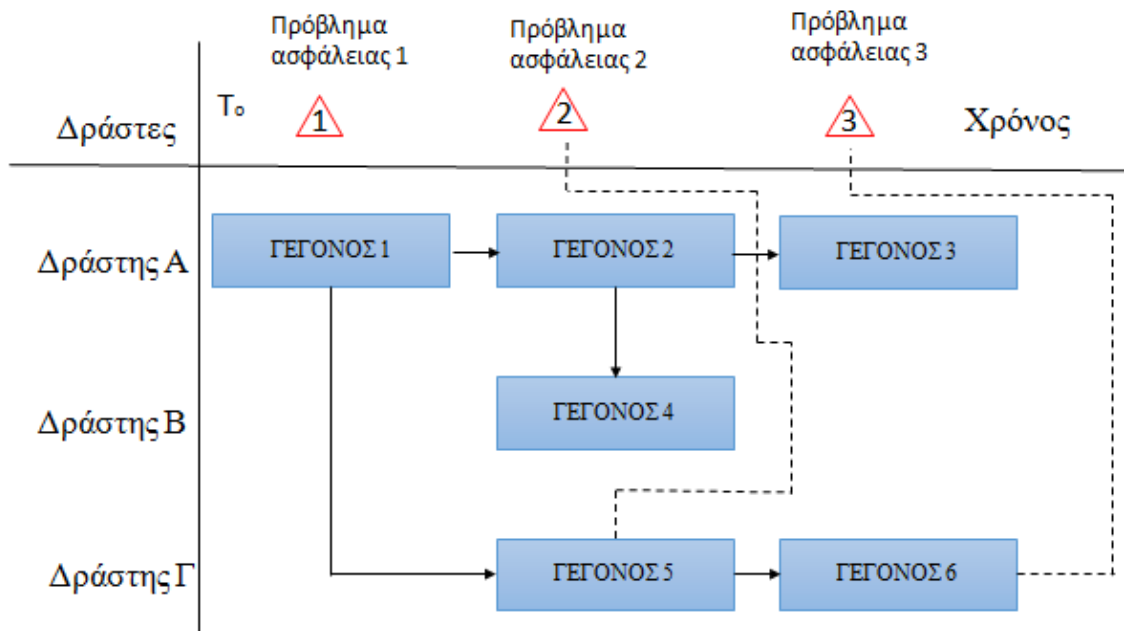 Πρόβλημα
ασφάλειας 1
Πρόβλημα
ασφάλειας 2
Πρόβλημα
ασφάλειας 3
Δράστες
Tₒ
1
2
3
Χρόνος
Δράστης Α
ΓΕΓΟΝΟΣ 1
ΓΕΓΟΝΟΣ 2
ΓΕΓΟΝΟΣ 3
Δράστης Β
ΓΕΓΟΝΟΣ 4
Δράστης Γ
ΓΕΓΟΝΟΣ 5
ΓΕΓΟΝΟΣ 6